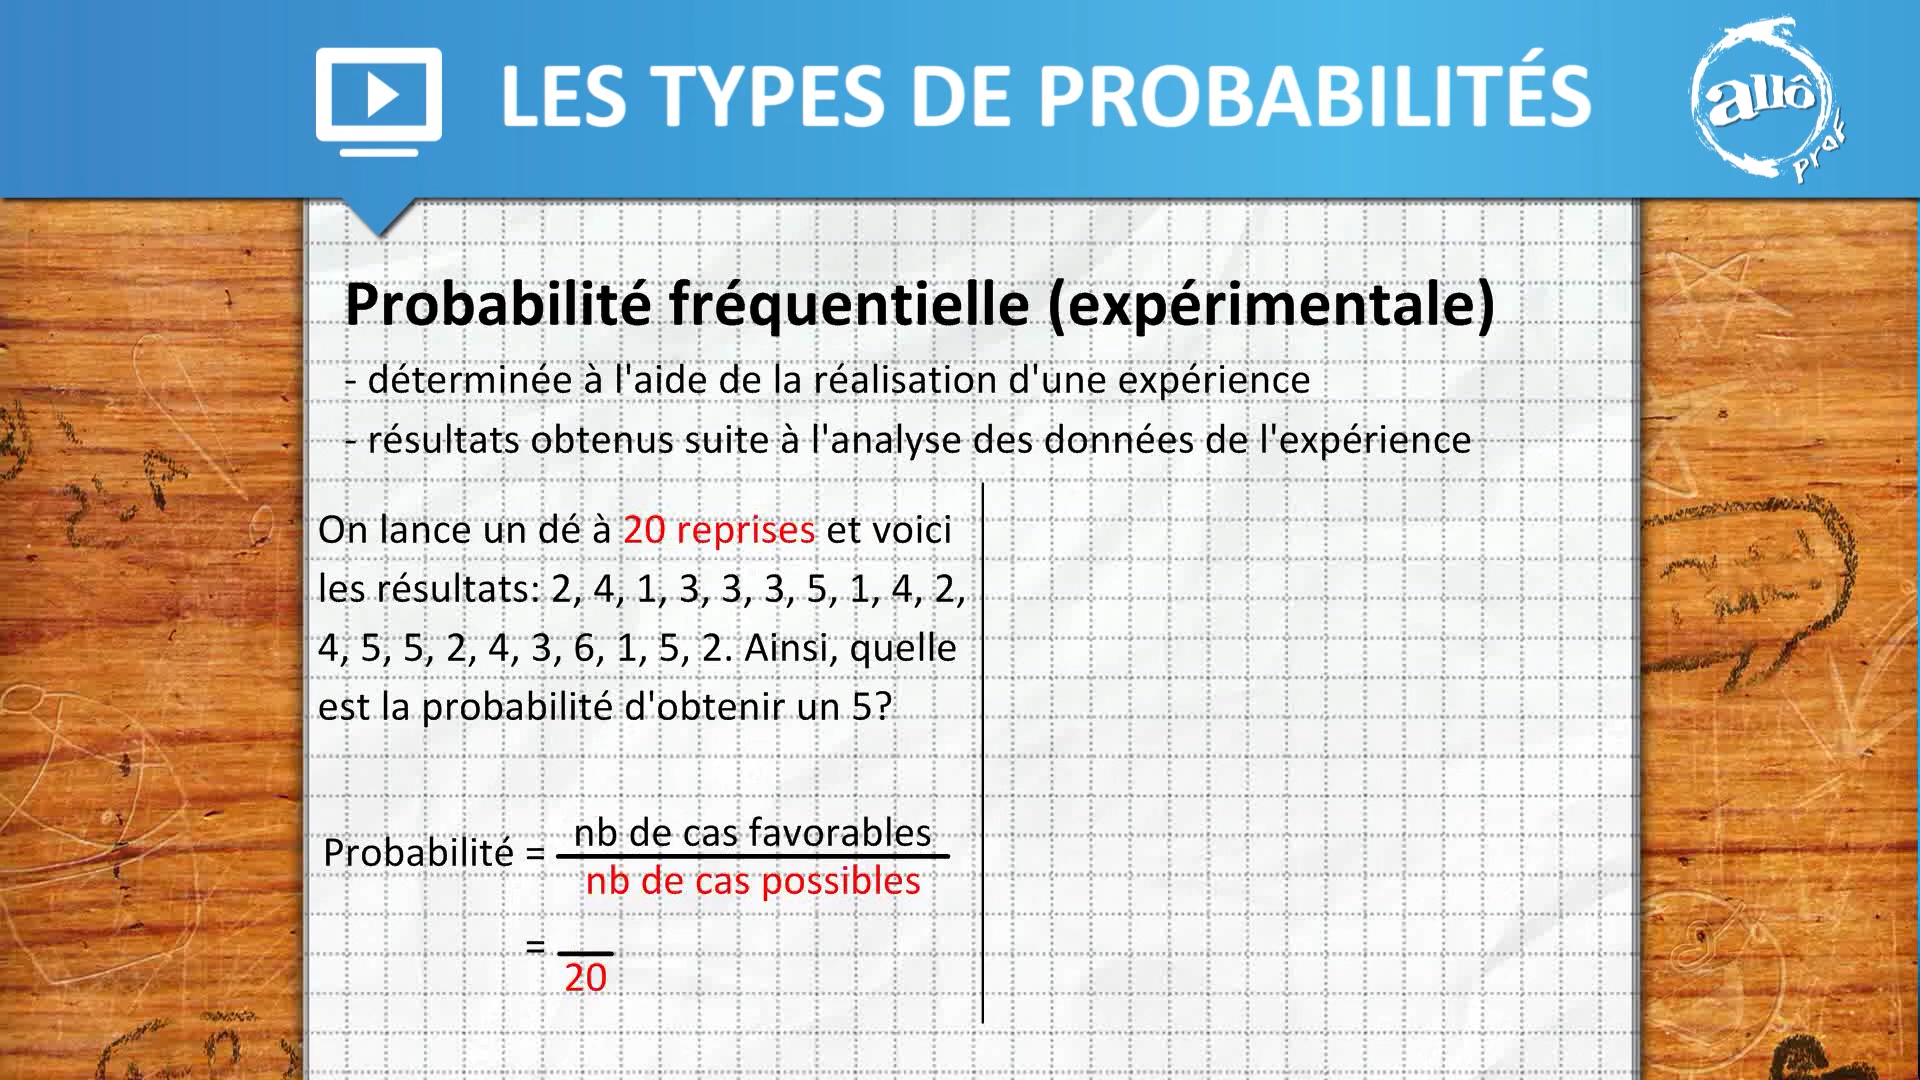 LES TYPES DE PROBABILITÉS
allô
prof
Probabilité fréquentielle (expérimentale)
- déterminée à l'aide de la réalisation d'une expérience
- résultats obtenus suite à l'analyse des données de l'expérience
On lance un dé à 20 reprises et voici
les résultats: 2, 4, 1, 3, 3, 3, 5, 1, 4, 2,
4, 5, 5, 2, 4, 3, 6, 1, 5, 2. Ainsi, quelle
est la probabilité d'obtenir un 5?
nb de cas favorables
Probabilité =
nb de cas possibles
=
20